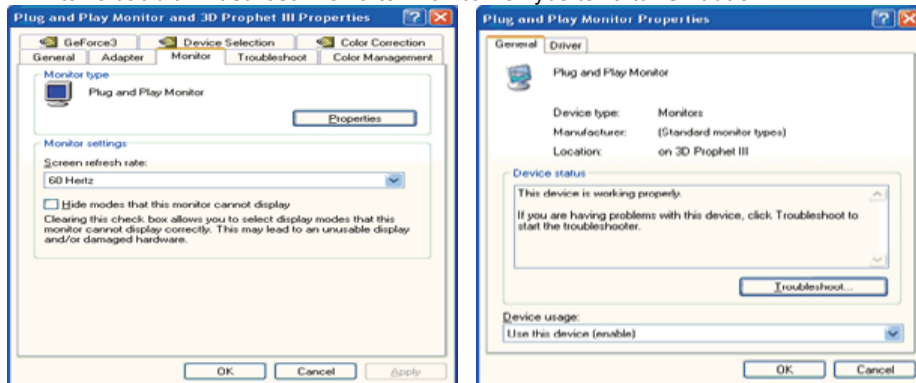 Plug and Play Monitor and 3D Prophet III Properties
GeForce3 Device Selection Color Correction
General Adapter Monitor Troubleshoot Color Management
Monitor type
Plug and Play Monitor
Properties
Monitor settings
Screen refresh rate:
60 Hertz
Hide modes that this monitor cannot display
Clearing this check box allows you to select display modes that this
monitor cannot display correctly. This may lead to an unusable display
and/or damaged hardware.
OK Cancel Apply
Plug and Play Monitor Properties
General Driver
Plug and Play Monitor
Device type: Monitors
Manufacturer: (Standard monitor types)
Location: on 3D Prophet III
Device status
This device is working properly.
If you are having problems with this device, click Troubleshoot to
start the troubleshooter.
Troubleshoot...
Device usage:
Use this device (enable)
OK Cancel